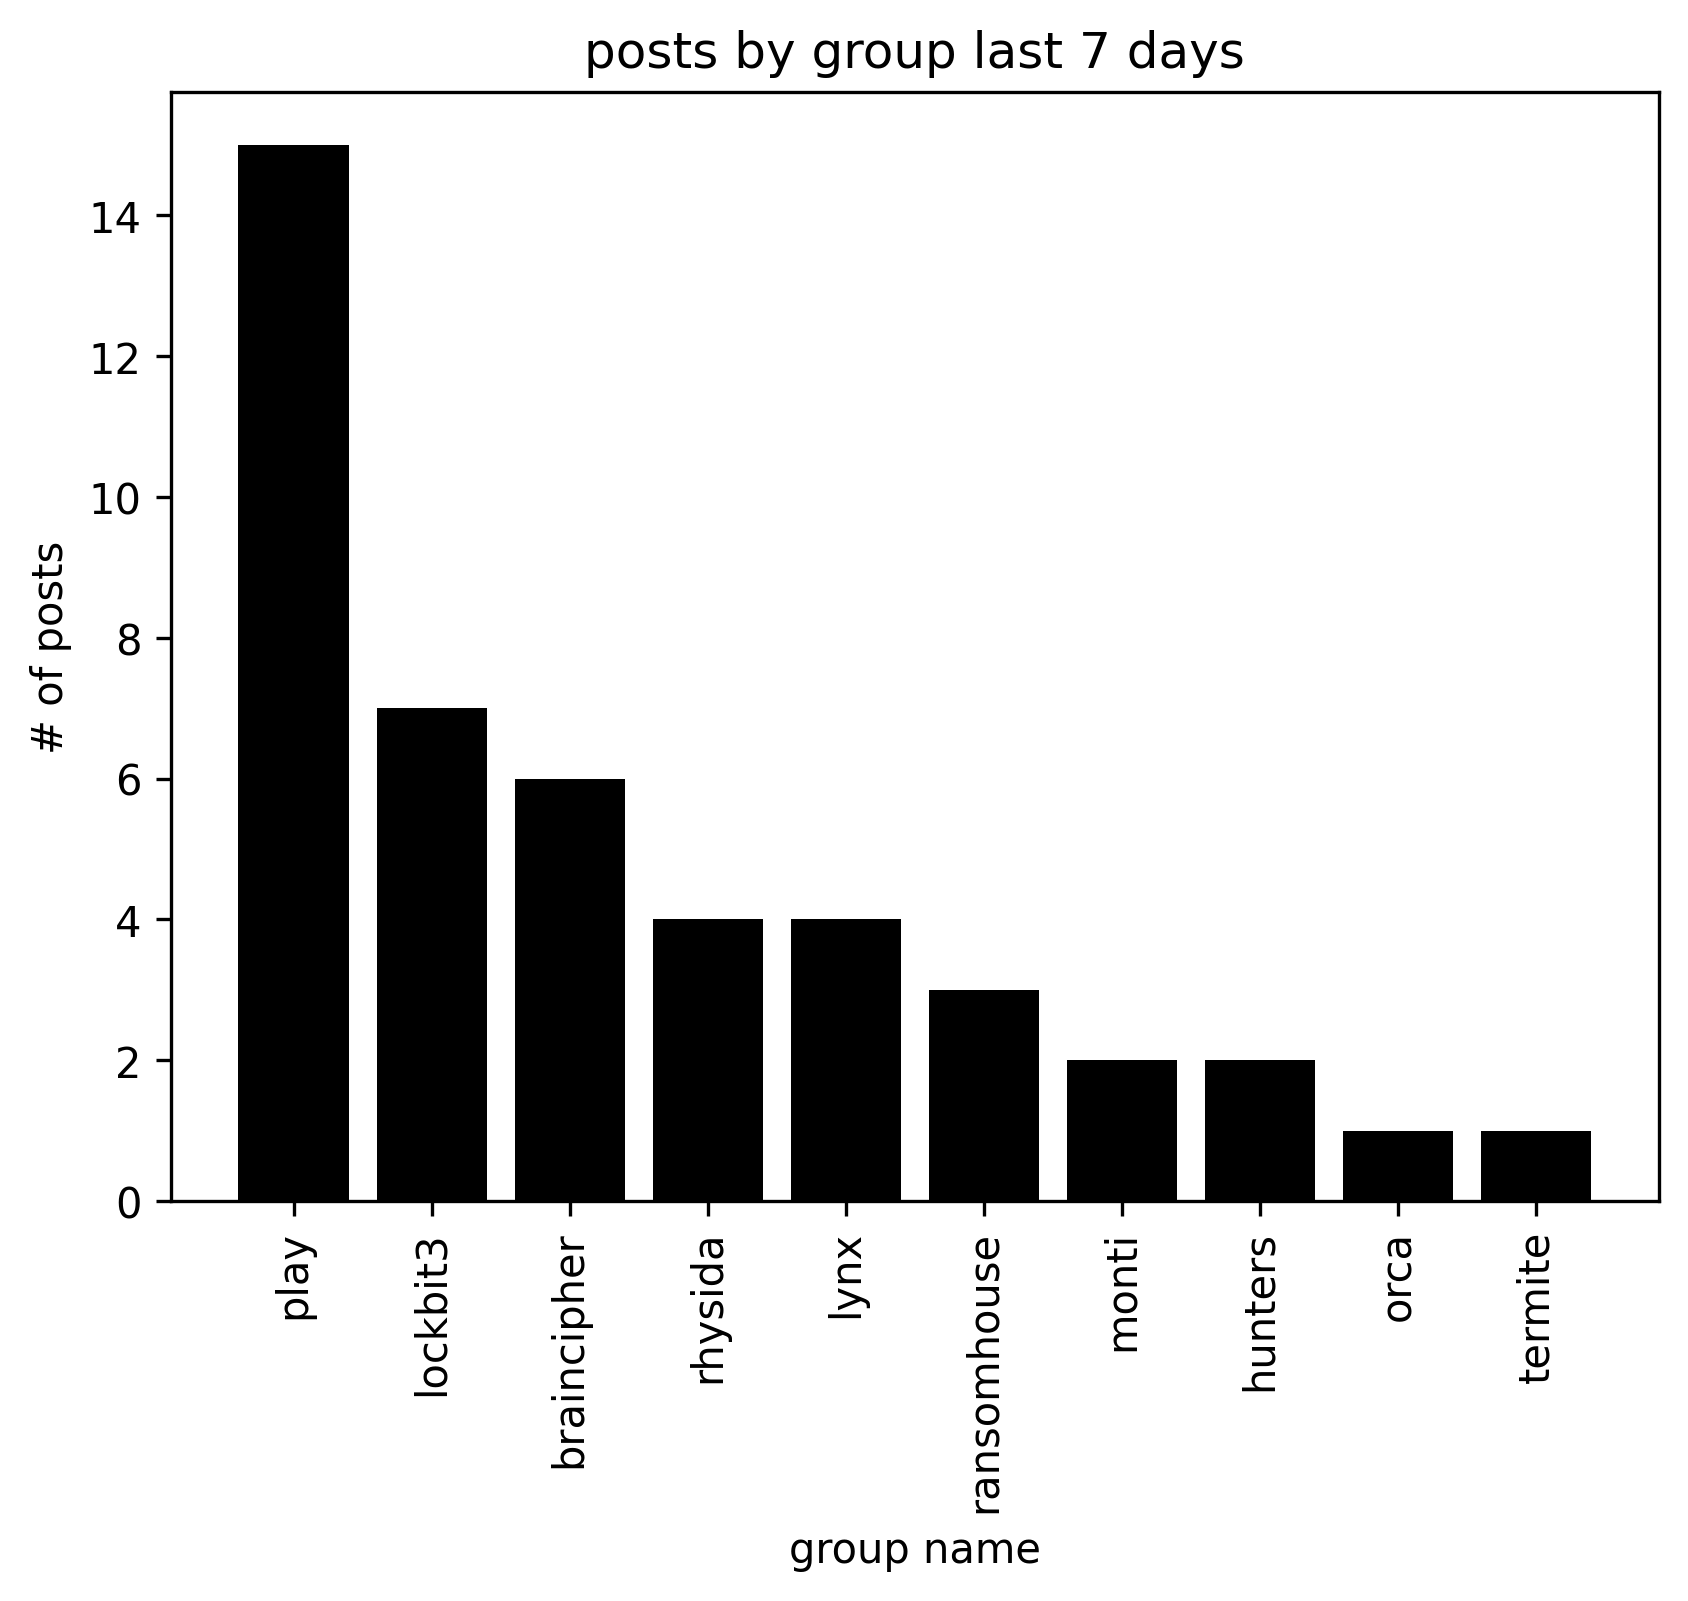 posts by group last 7 days
14
12
10
8
6
4
2
0
# of posts
play
lockbit3
braincipher
rhysida
lynx
ransomhouse
monti
hunters
orca
termite
group name